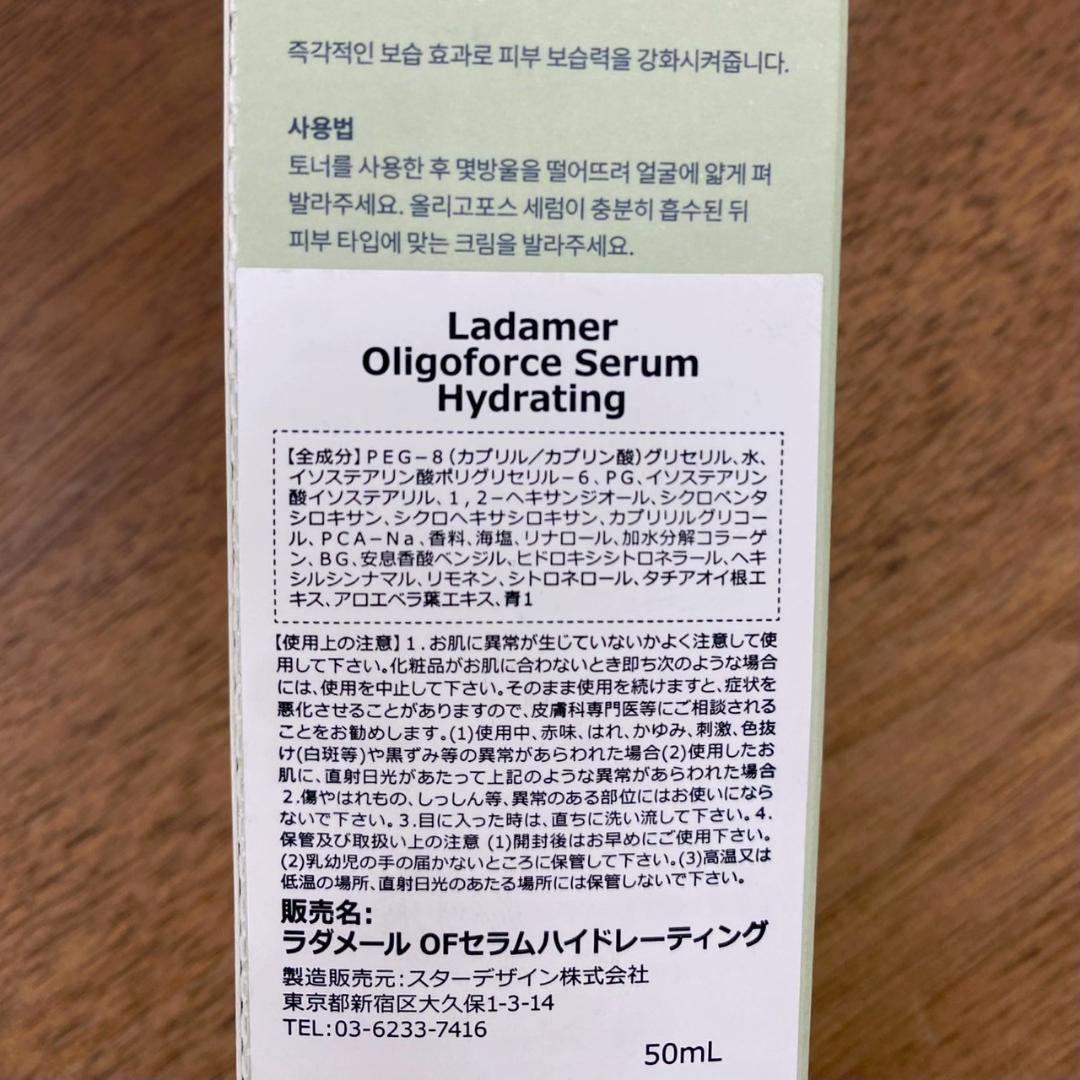 즉각적인 보습 효과로 피부 보습력을 강화시켜줍니다.
사용법
토너를 사용한 후 몇방울을 떨어뜨려 얼굴에 얇게 펴
발라주세요. 올리고포스 세럼이 충분히 흡수된 뒤
피부 타입에 맞는 크림을 발라주세요.
Ladamer
Oligoforce Serum
Hydrating
【全成分】PEG－8（カプリル／カプリン酸）グリセリル、水、
イソステアリン酸ポリグリセリル－6、PG、イソステアリン
酸イソステアリル、1，2－ヘキサンジオール、シクロペンタ
シロキサン、シクロヘキサシロキサン、カプリリルグリコー
ル、PCA－Na、香料、海塩、リナロール、加水分解コラーゲ
ン、BG、安息香酸ベンジル、ヒドロキシシトロネラール、ヘキ
シルシンナマル、リモネン、シトロネロール、タチアオイ根エ
キス、アロエベラ葉エキス、青1
【使用上の注意】1．お肌に異常が生じていないかよく注意して使
用して下さい。化粧品がお肌に合わないとき即ち次のような場合
には、使用を中止して下さい。そのまま使用を続けますと、症状を
悪化させることがありますので、皮膚科専門医等にご相談される
ことをお勧めします。(1)使用中、赤味、はれ、かゆみ、刺激、色抜
け(白斑等)や黒ずみ等の異常があらわれた場合(2)使用したお
肌に、直射日光があたって上記のような異常があらわれた場合
2.傷やはれもの、しっしん等、異常のある部位にはお使いになら
ないで下さい。3.目に入った時は、直ちに洗い流して下さい。4.
保管及び取扱い上の注意 (1)開封後はお早めにご使用下さい。
(2)乳幼児の手の届かないところに保管して下さい。(3)高温又は
低温の場所、直射日光のあたる場所には保管しないで下さい。
販売名:
ラダメール OFセラムハイドレーティング
製造販売元:スターデザイン株式会社
東京都新宿区大久保1-3-14
TEL:03-6233-7416
50mL